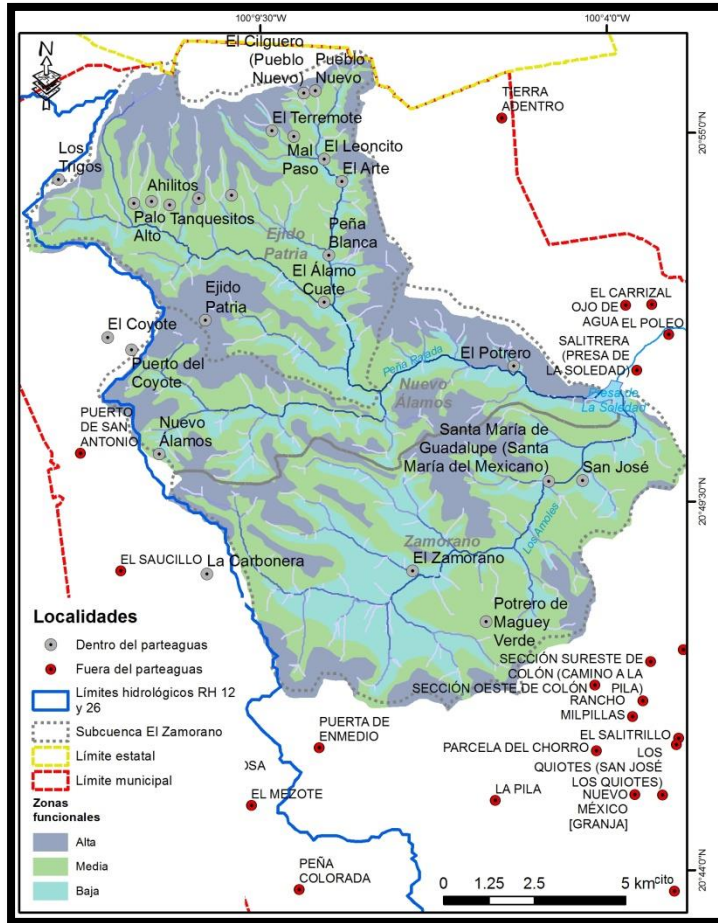 100°9'30"O
100°4'0"O
N
El Cilguero
(Pueblo
Nuevo)
Pueblo
Nuevo
TIERRA
ADENTRO
20°55'0"N
El Terremote
Mal
Paso
El Leoncito
El Arte
Los
Trigos
Ahilitos
Palo
Alto
Tanquesitos
Peña
Blanca
Ejido
Patria
El Álamo
Cuate
Ejido
Patria
EL CARRIZAL
OJO DE
AGUA
EL POLEO
SALITRERA
(PRESA DE
LA SOLEDAD)
El Coyote
Puerto del
Coyote
Peña Rajada
El Potrero
Presa de
La Soledad
Nuevo
Álamos
PUERTO
DE SAN
ANTONIO
Nuevo
Álamos
Santa María de
Guadalupe (Santa
María del Mexicano)
San José
20°49'30"N
Los Amoles
Zamorano
El Zamorano
EL SAUCILLO
La Carbonera
Potrero de
Maguey
Verde
SECCIÓN SURESTE DE
COLÓN (CAMINO A LA
PILA)
SECCIÓN OESTE DE COLÓN
RANCHO
MILPILLAS
PUERTA DE
ENMEDIO
EL SALITRILLO
PARCELA DEL CHORRO
LOS
QUIOTES (SAN JOSÉ
LOS QUIOTES)
OSA
EL MEZOTE
LA PILA
NUEVO
MÉXICO
[GRANJA]
PEÑA
COLORADA
20°44'0"N
Localidades
Dentro del parteaguas
Fuera del parteaguas
Límites hidrológicos RH 12
y 26
Subcuenca El Zamorano
Límite estatal
Límite municipal
Zonas
funcionales
Alta
Media
Baja
0 1.25 2.5 5 km
cito